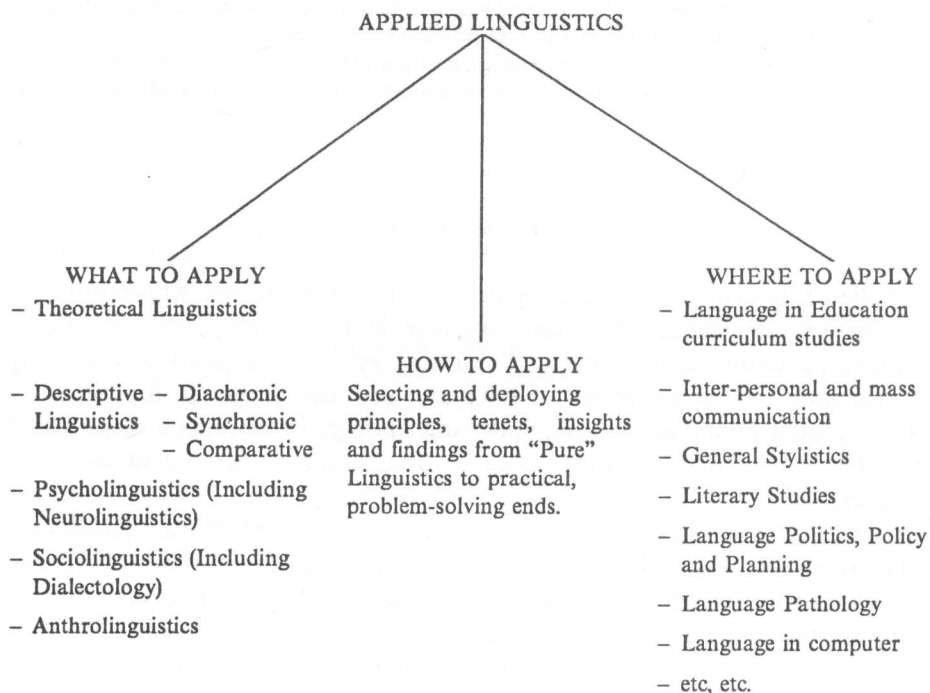 APPLIED LINGUISTICS
WHAT TO APPLY
– Theoretical Linguistics
– Descriptive – Diachronic
Linguistics – Synchronic
– Comparative
– Psycholinguistics (Including
Neurolinguistics)
– Sociolinguistics (Including
Dialectology)
– Anthrolinguistics
HOW TO APPLY
Selecting and deploying
principles, tenets, insights
and findings from “Pure”
Linguistics to practical,
problem-solving ends.
WHERE TO APPLY
– Language in Education
curriculum studies
– Inter-personal and mass
communication
– General Stylistics
– Literary Studies
– Language Politics, Policy
and Planning
– Language Pathology
– Language in computer
– etc, etc.